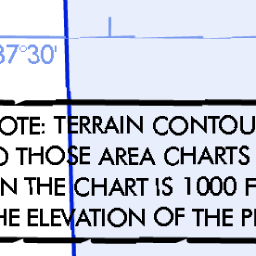 37°30'
OTE: TERRAIN CONTOU
O THOSE AREA CHARTS
N THE CHART IS 1000 F
HE ELEVATION OF THE P